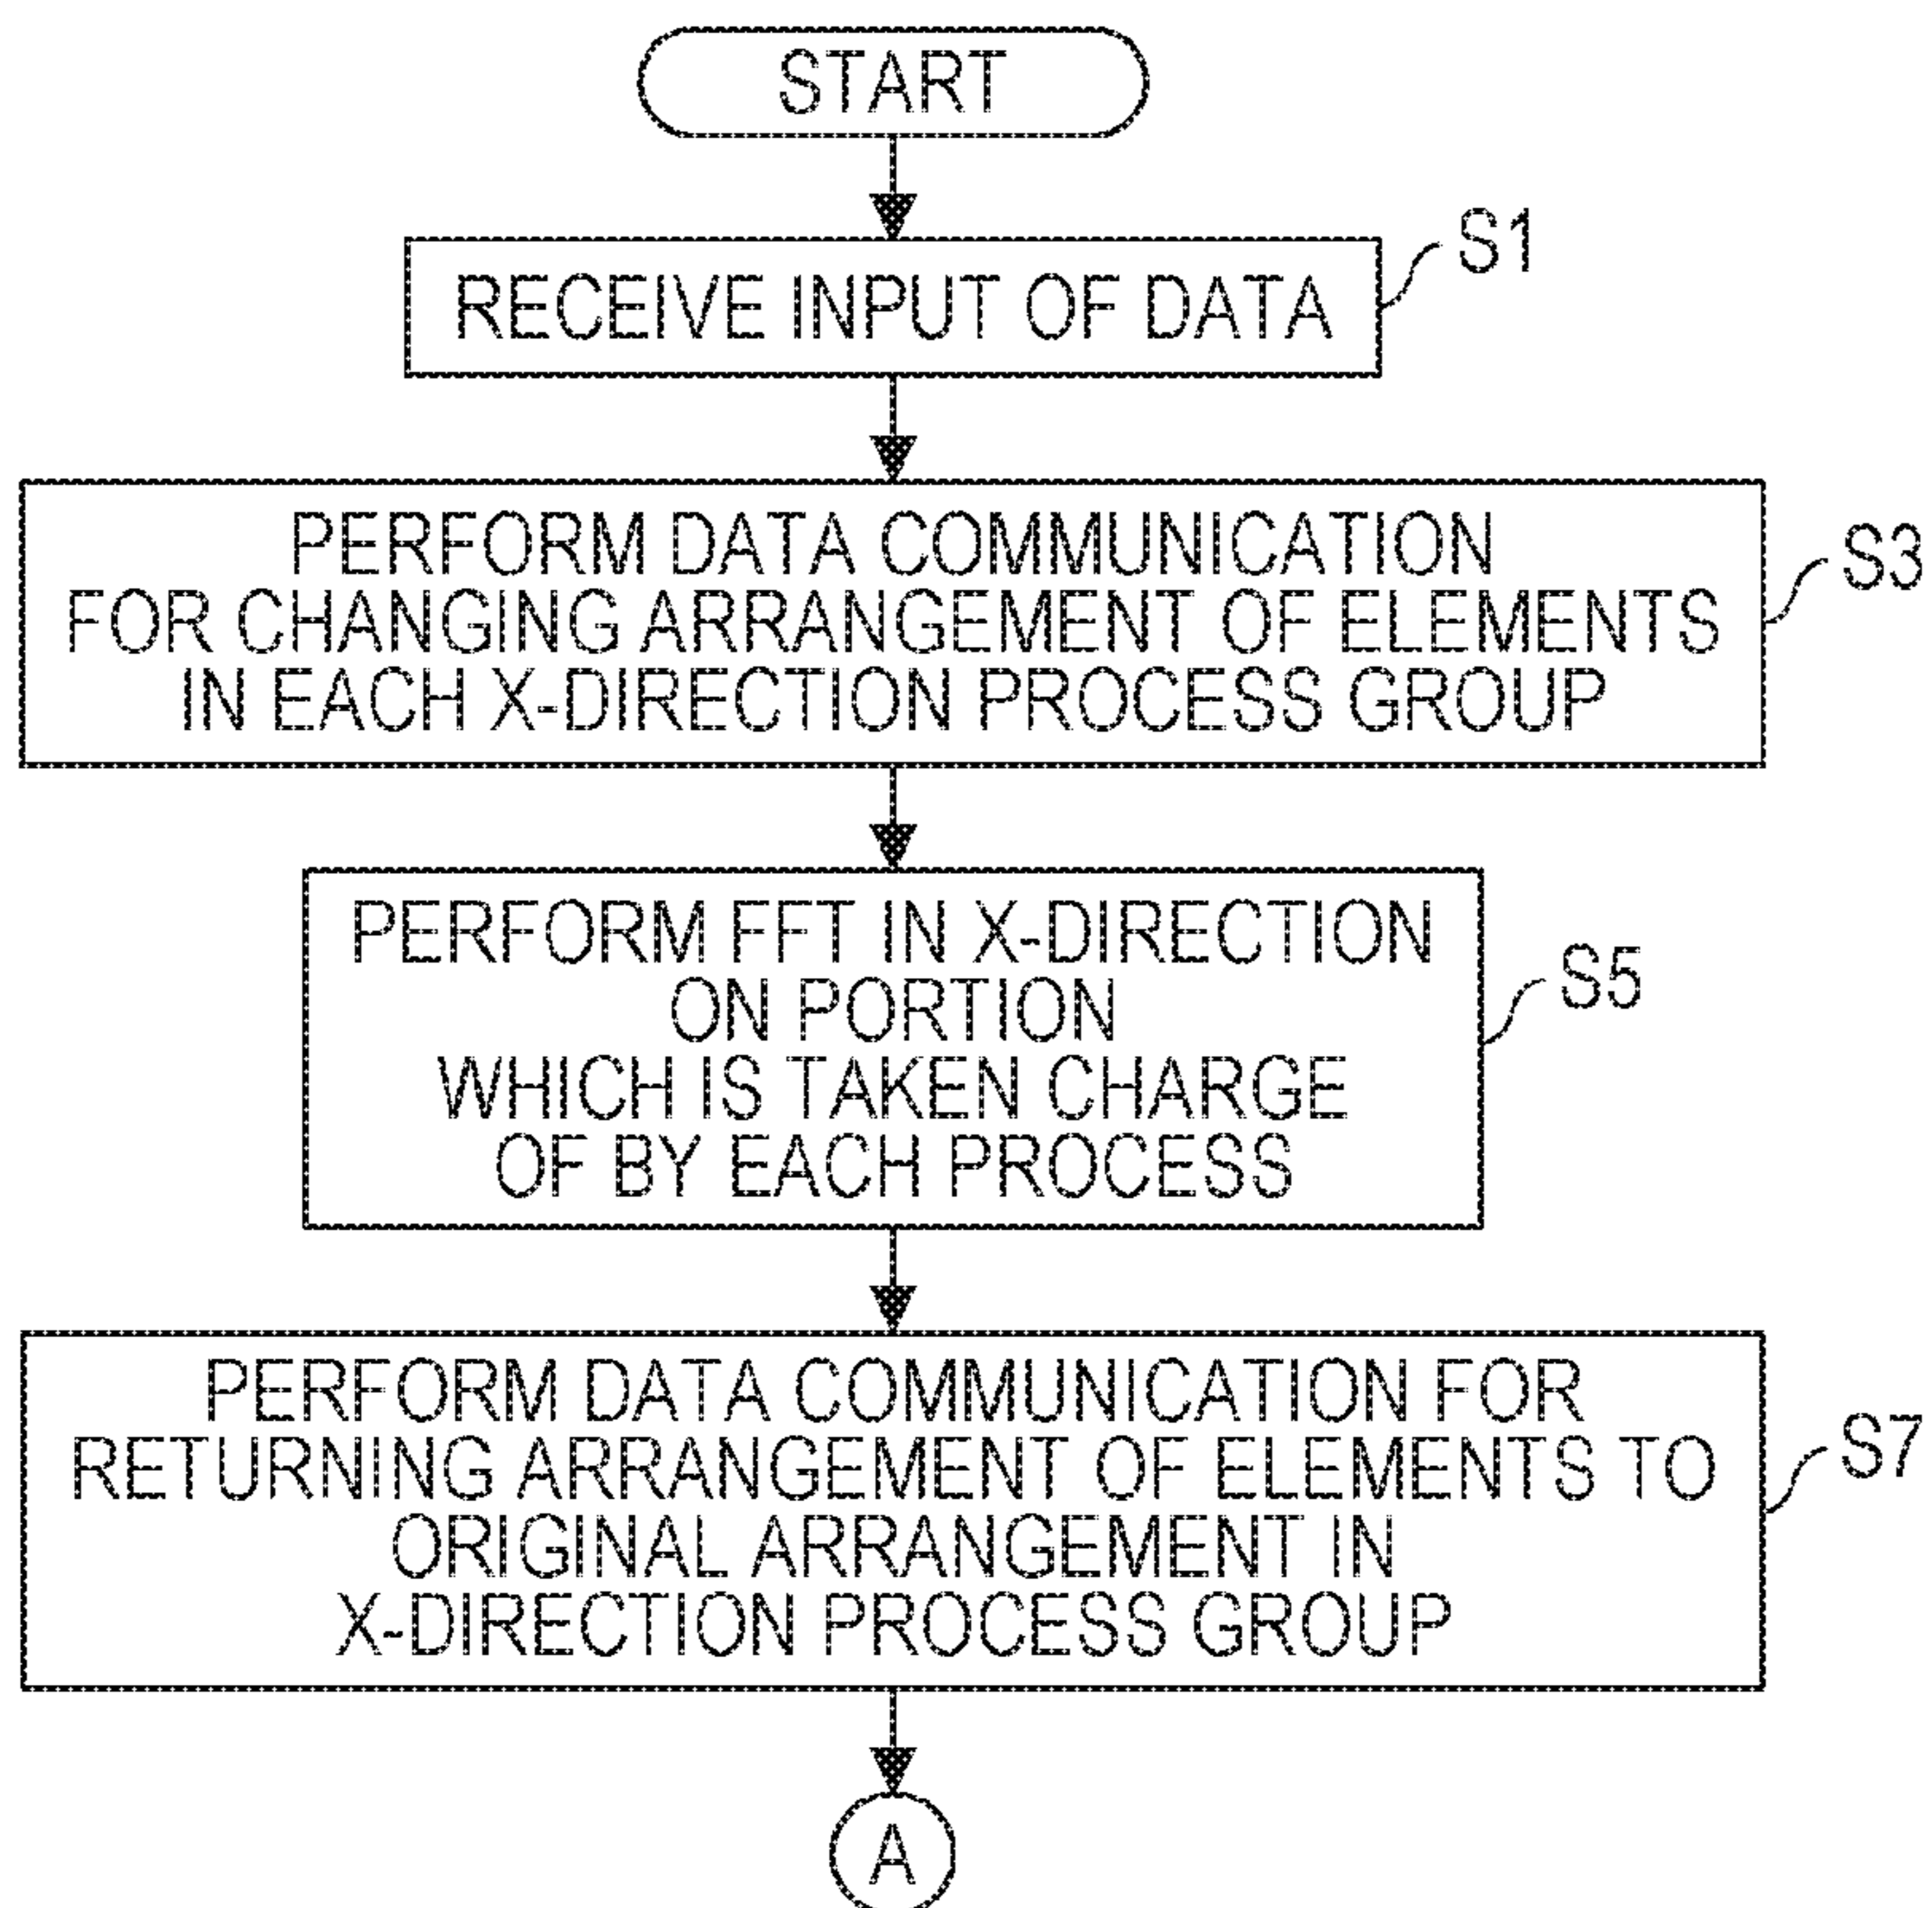 START
RECEIVE INPUT OF DATA
S1
PERFORM DATA COMMUNICATION
FOR CHANGING ARRANGEMENT OF ELEMENTS
IN EACH X-DIRECTION PROCESS GROUP
S3
PERFORM FFT IN X-DIRECTION
ON PORTION
WHICH IS TAKEN CHARGE
OF BY EACH PROCESS
S5
PERFORM DATA COMMUNICATION FOR
RETURNING ARRANGEMENT OF ELEMENTS TO
ORIGINAL ARRANGEMENT IN
X-DIRECTION PROCESS GROUP
S7
A